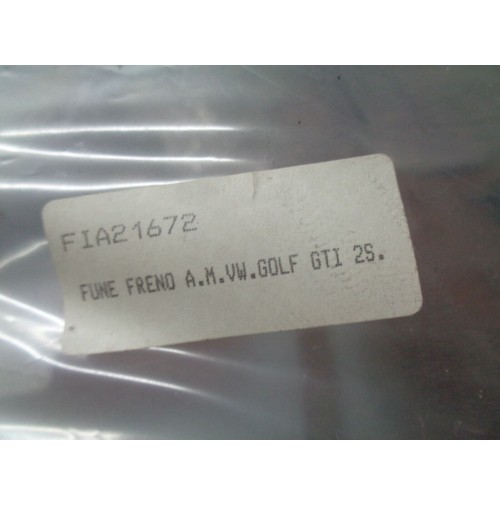 FIA21672
FUNE FRENO A.M.VW.GOLF GTI 2S.